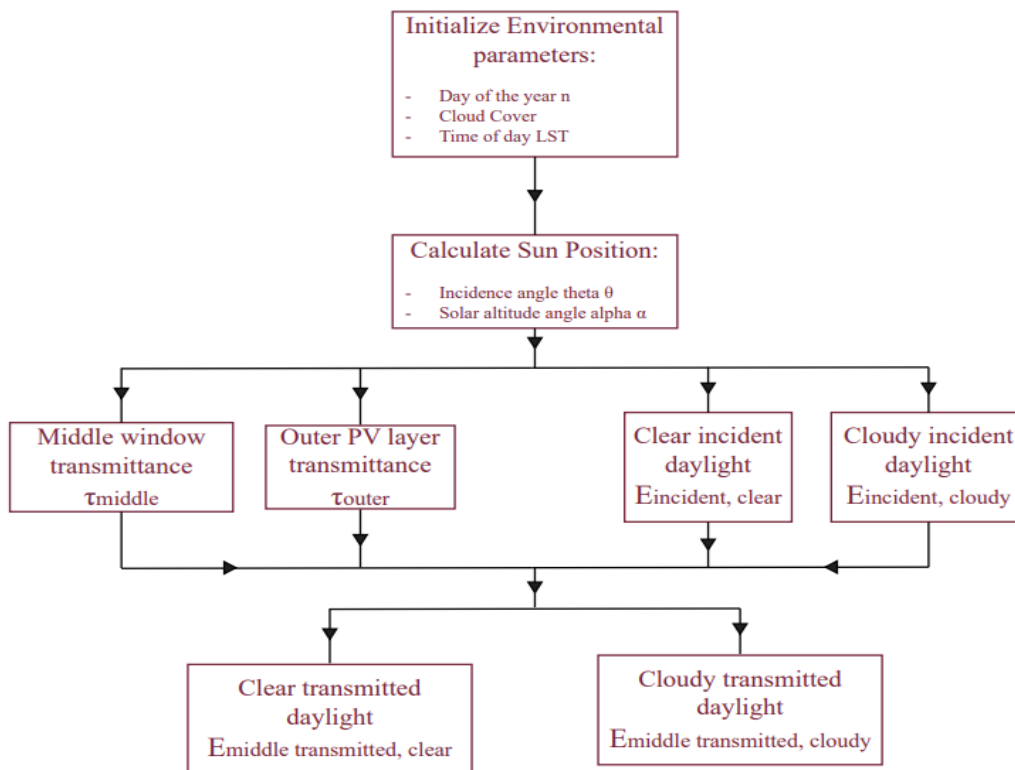 Initialize Environmental
parameters:
- Day of the year n
- Cloud Cover
- Time of day LST
Calculate Sun Position:
- Incidence angle theta θ
- Solar altitude angle alpha α
Middle window
transmittance
τmiddle
Outer PV layer
transmittance
τouter
Clear incident
daylight
Eincident, clear
Cloudy incident
daylight
Eincident, cloudy
Clear transmitted
daylight
Emiddle transmitted, clear
Cloudy transmitted
daylight
Emiddle transmitted, cloudy